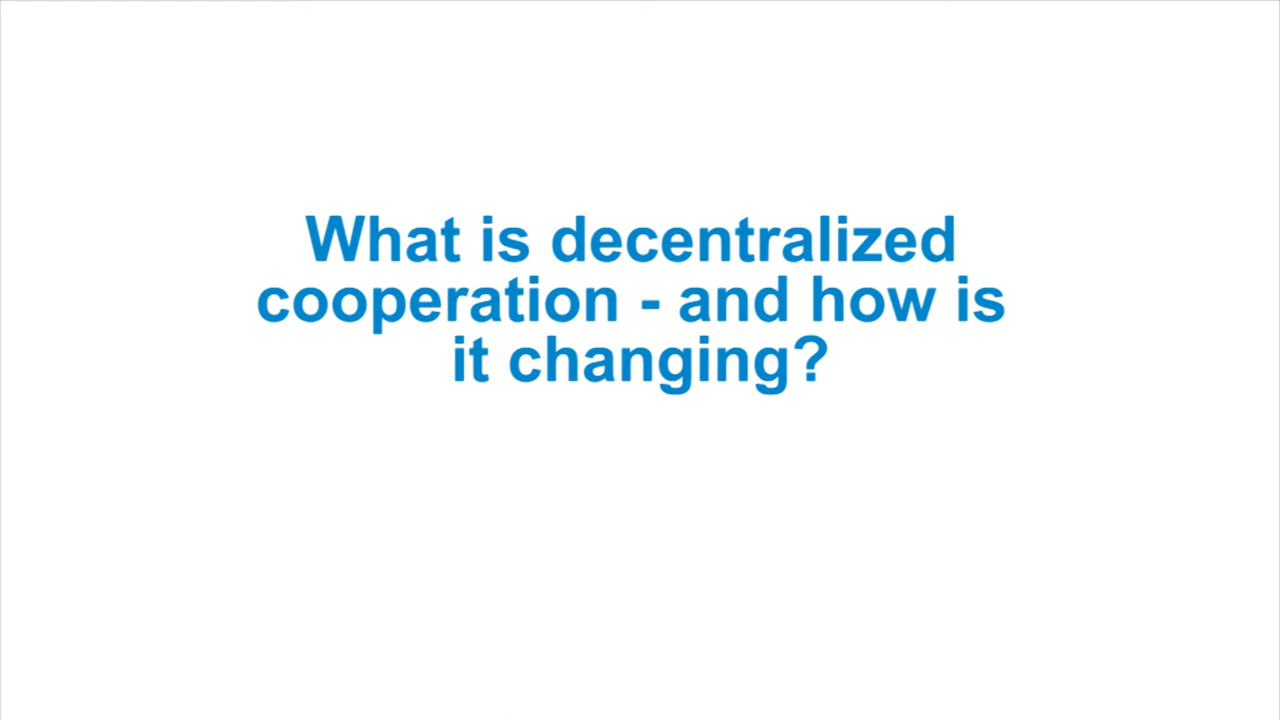 What is decentralized
cooperation - and how is
it changing?